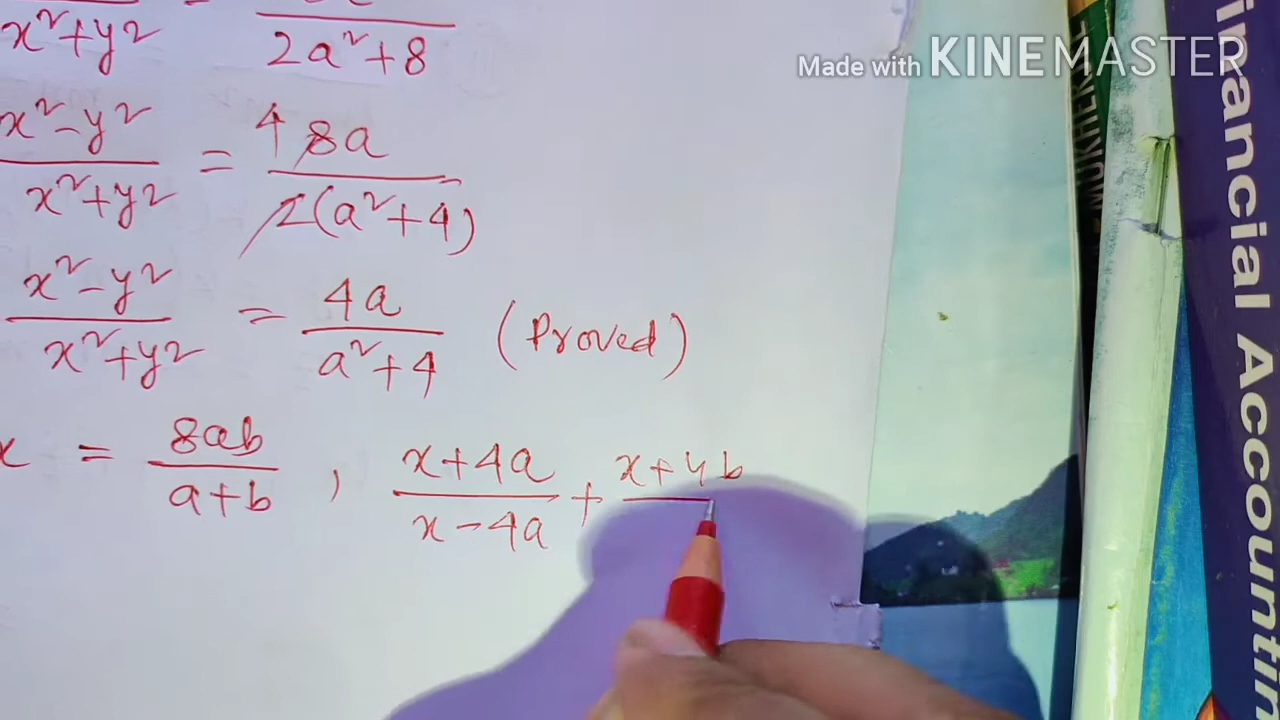 x²+y² = 2a²+8
Made with KINEMASTER
x²-y² / x²+y² = 4 8a / 2(a²+4)
x²-y² / x²+y² = 4a / a²+4 (Proved)
x = 8ab / a+b , x+4a / x-4a + x+4b
Financial Accounting